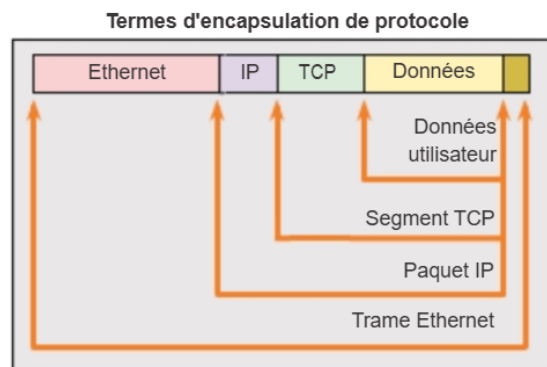 Termes d'encapsulation de protocole
Ethernet IP TCP Données
Données
utilisateur
Segment TCP
Paquet IP
Trame Ethernet